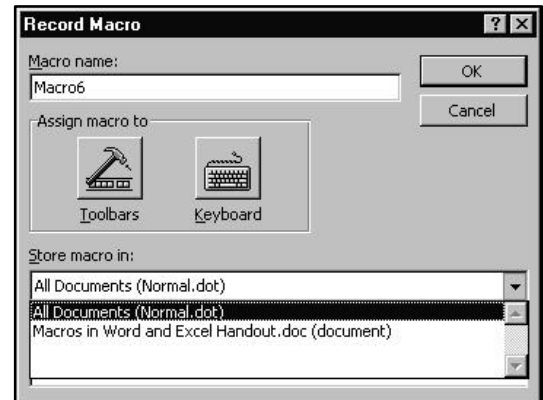 Record Macro
Macro name:
OK
Macro6
Cancel
Assign macro to
Toolbars Keyboard
Store macro in:
All Documents (Normal.dot)
All Documents (Normal.dot)
Macros in Word and Excel Handout.doc (document)